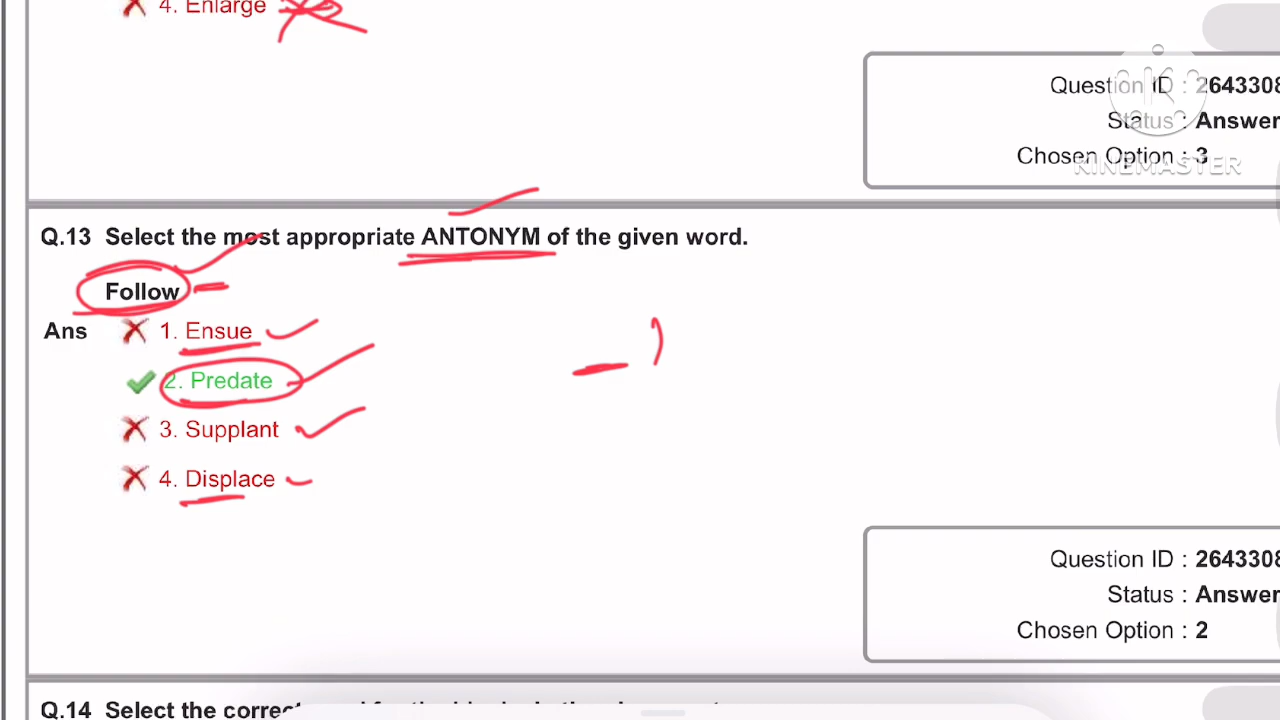 4. Enlarge
Question ID : 2643308
Status : Answer
Chosen Option : 3
KINEMASTER
Q.13 Select the most appropriate ANTONYM of the given word.
Follow
Ans
1. Ensue
2. Predate
3. Supplant
4. Displace
Question ID : 2643308
Status : Answer
Chosen Option : 2
Q.14 Select the correct